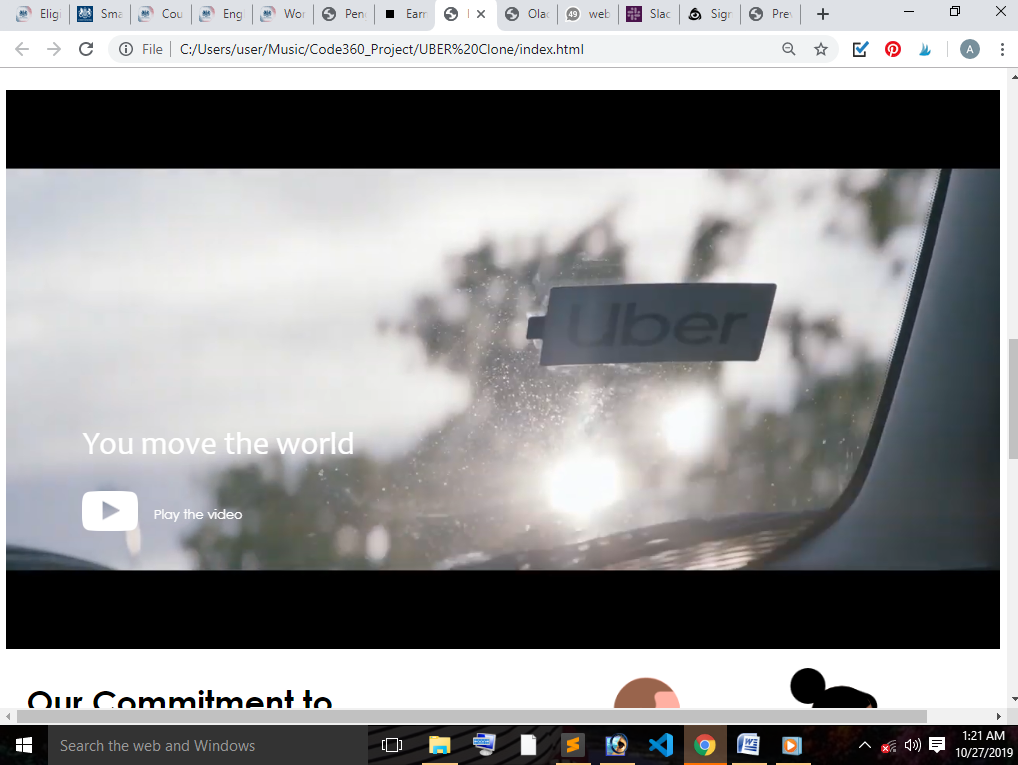 Elig
Sma
Cou
Eng
Wor
Pen
Earn
Olac
49
web
Slac
Sign
Prev
File
C:/Users/user/Music/Code360_Project/UBER%20Clone/index.html
A
Uber
You move the world
Play the video
Our Commitment to
Search the web and Windows
1:21 AM
10/27/2019